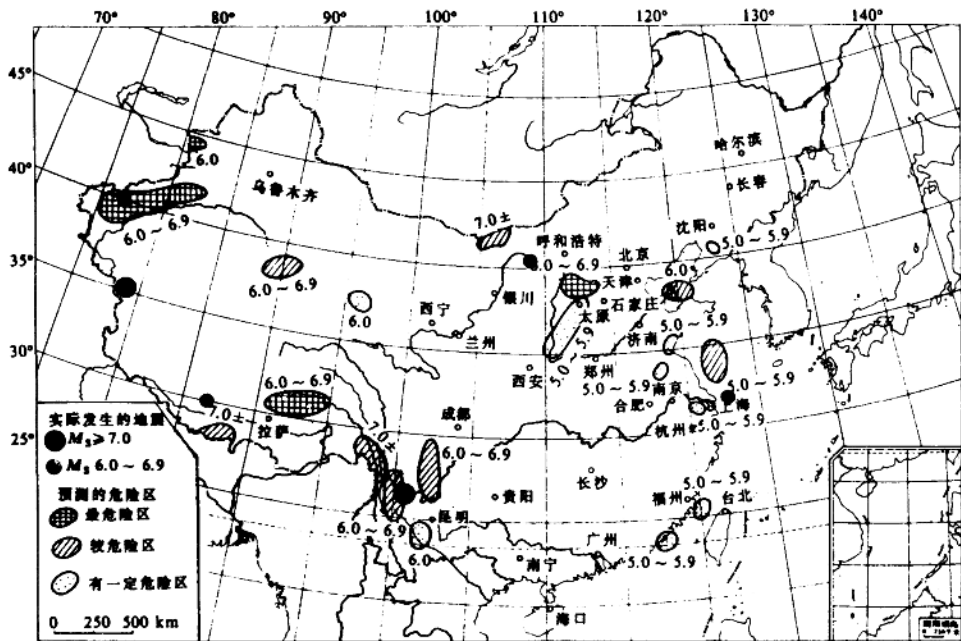 70° 80° 90° 100° 110° 120° 130° 140°
45°
40°
35°
30°
25°
哈尔滨
长春
6.0
乌鲁木齐
沈阳
5.0～5.9
7.0±
呼和浩特
北京
6.0～6.9
6.0～6.9
天津
6.0
6.0～6.9
银川
石家庄
太原
6.0
西宁
兰州
济南
5.0～5.9
5.0～5.9
西安
郑州
5.0～5.9
南京
5.0～5.9
合肥
上海
杭州
5.0～5.9
6.0～6.9
拉萨
7.0±
7.0±
成都
6.0～6.9
长沙
贵阳
昆明
6.0～6.9
6.0
福州
台北
5.0～5.9
广州
5.0～5.9
南宁
海口
实际发生的地震
Ms⩾7.0
Ms 6.0～6.9
预测的危险区
最危险区
较危险区
有一定危险区
0 250 500 km